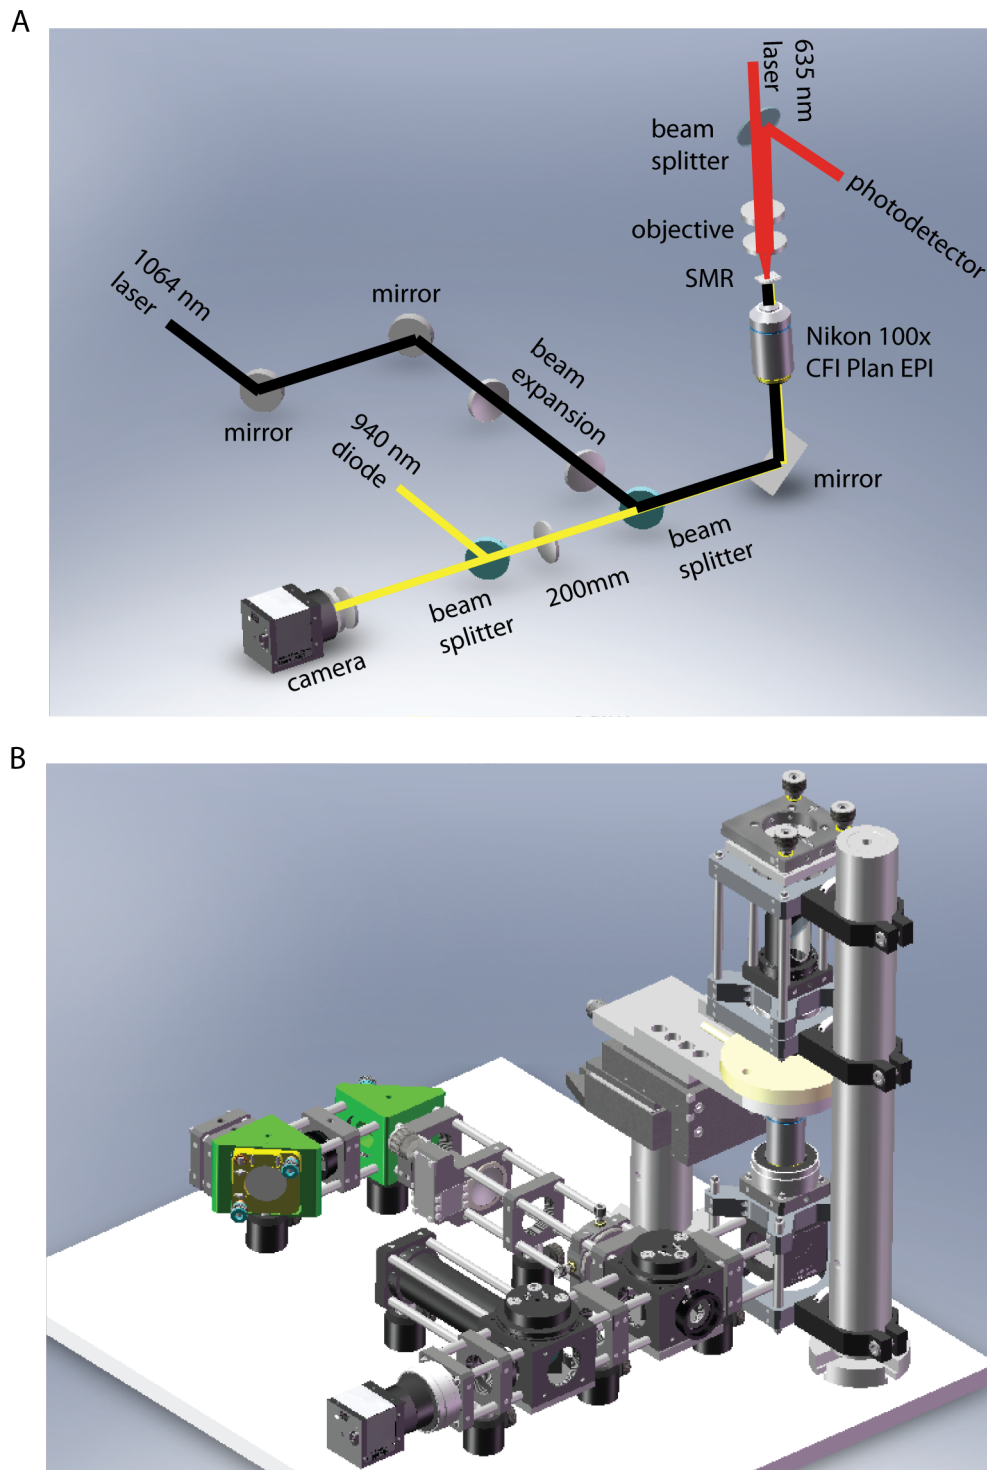 A
635 nm
laser
beam
splitter
photodetector
objective
SMR
1064 nm
laser
mirror
Nikon 100x
CFI Plan EPI
beam
expansion
mirror
940 nm
diode
mirror
beam
splitter
200mm
beam
splitter
camera
B